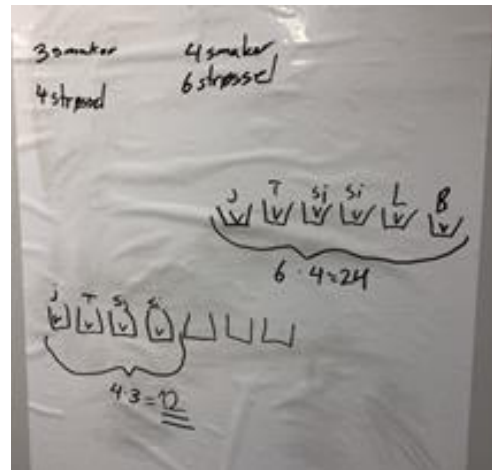 3 smaker 4 smaker
4 strøssel 6 strøssel
J T Sj Si L B
V V V V V V
6 · 4 = 24
J T Sj Si
V V V V
4 · 3 = 12